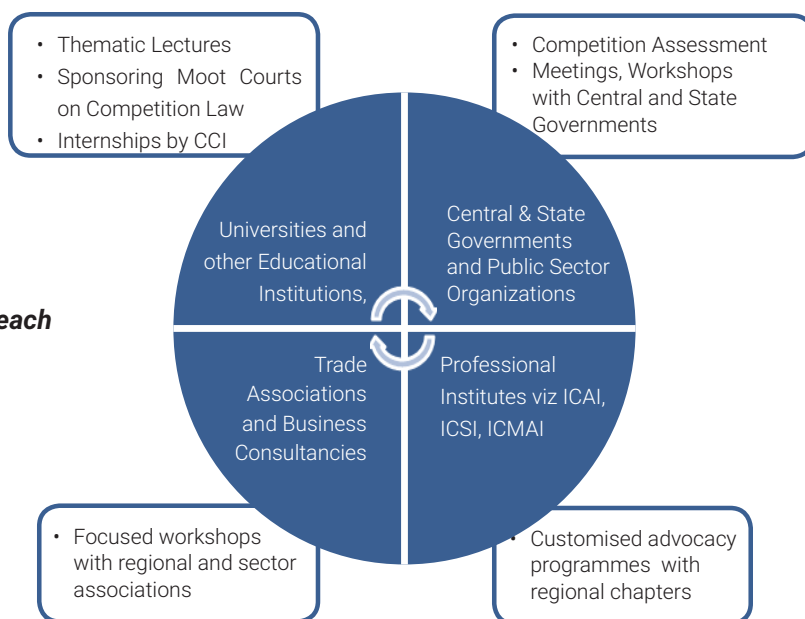 • Thematic Lectures
• Sponsoring Moot Courts
on Competition Law
• Internships by CCI
• Competition Assessment
• Meetings, Workshops
with Central and State
Governments
Universities and
other Educational
Institutions,
Central & State
Governments
and Public Sector
Organizations
each
Trade
Associations
and Business
Consultancies
Professional
Institutes viz ICAI,
ICSI, ICMAI
• Focused workshops
with regional and sector
associations
• Customised advocacy
programmes with
regional chapters